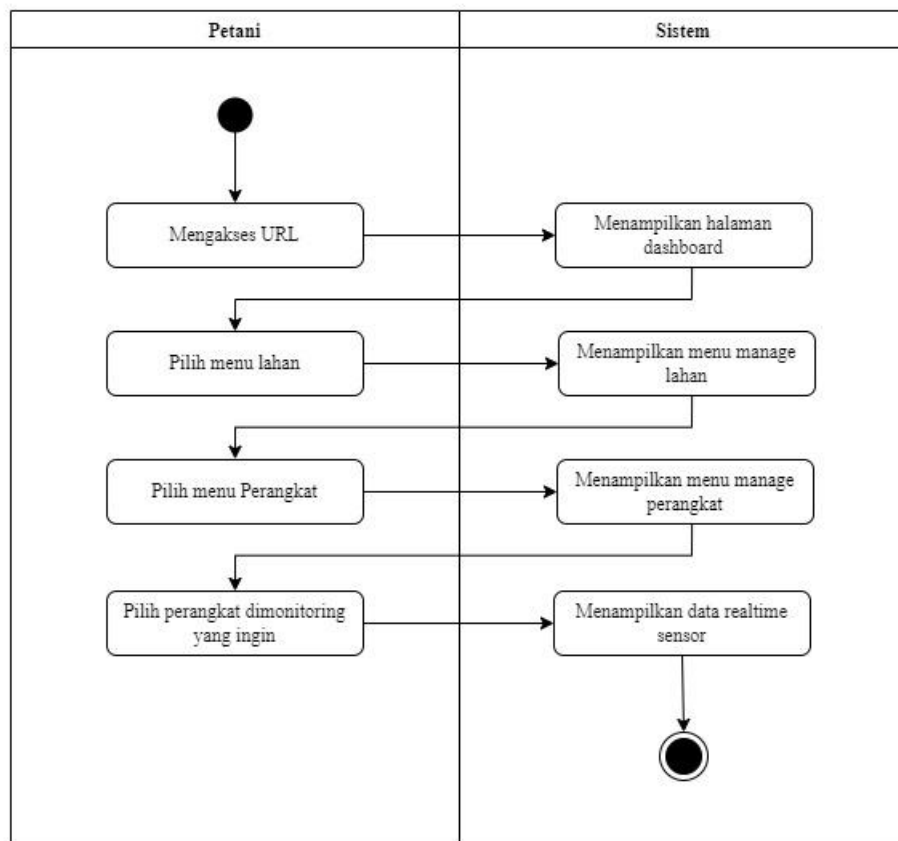 Petani
Sistem
Mengakses URL
Menampilkan halaman
dashboard
Pilih menu lahan
Menampilkan menu manage
lahan
Pilih menu Perangkat
Menampilkan menu manage
perangkat
Pilih perangkat dimonitoring
yang ingin
Menampilkan data realtime
sensor